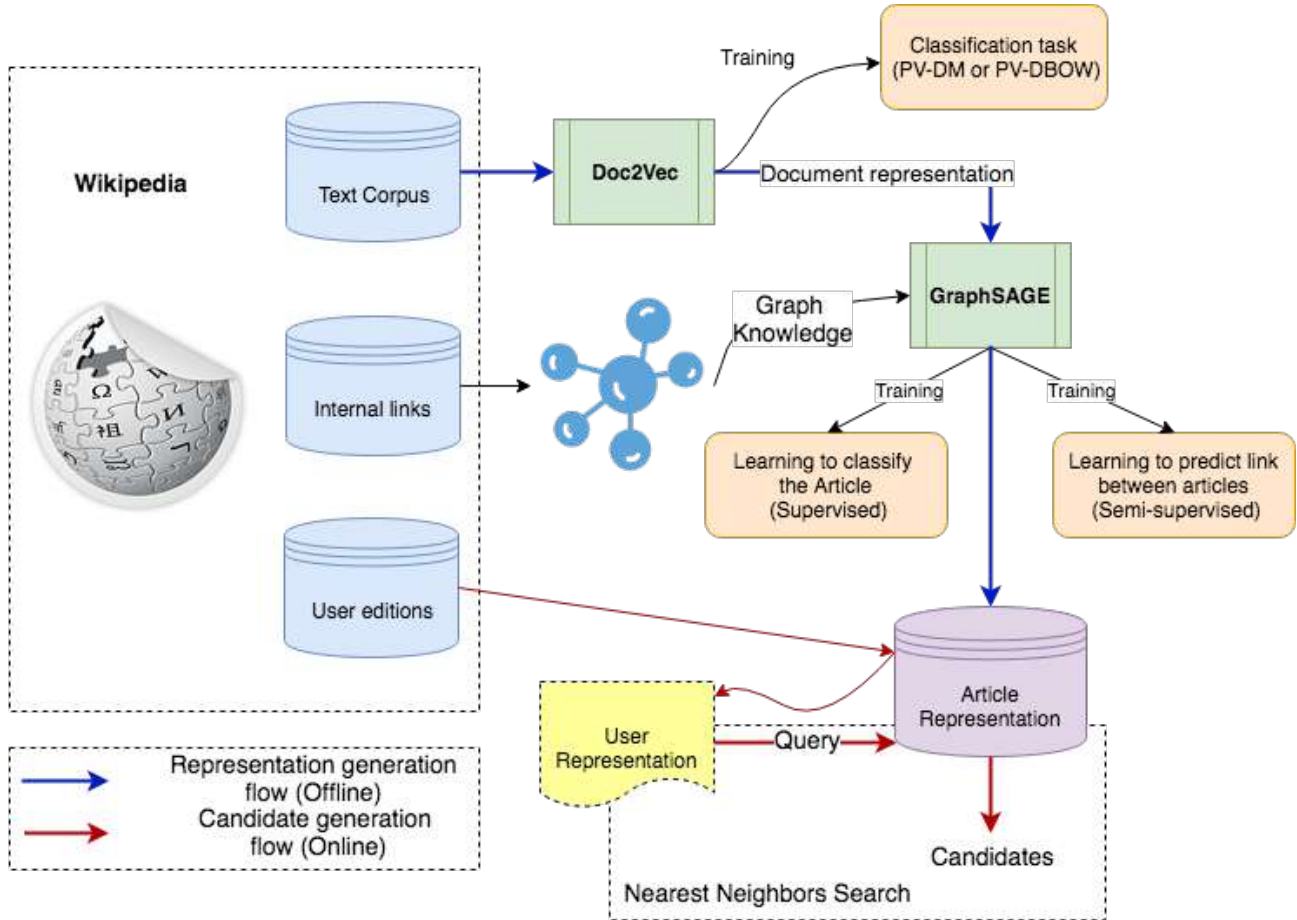 Training
Classification task
(PV-DM or PV-DBOW)
Wikipedia
Text Corpus
Doc2Vec
Document representation
Internal links
Graph
Knowledge
GraphSAGE
Training
Training
Learning to classify
the Article
(Supervised)
Learning to predict link
between articles
(Semi-supervised)
User editions
Article
Representation
User
Representation
Query
Representation generation
flow (Offline)
Candidate generation
flow (Online)
Candidates
Nearest Neighbors Search
Ω
И
祖